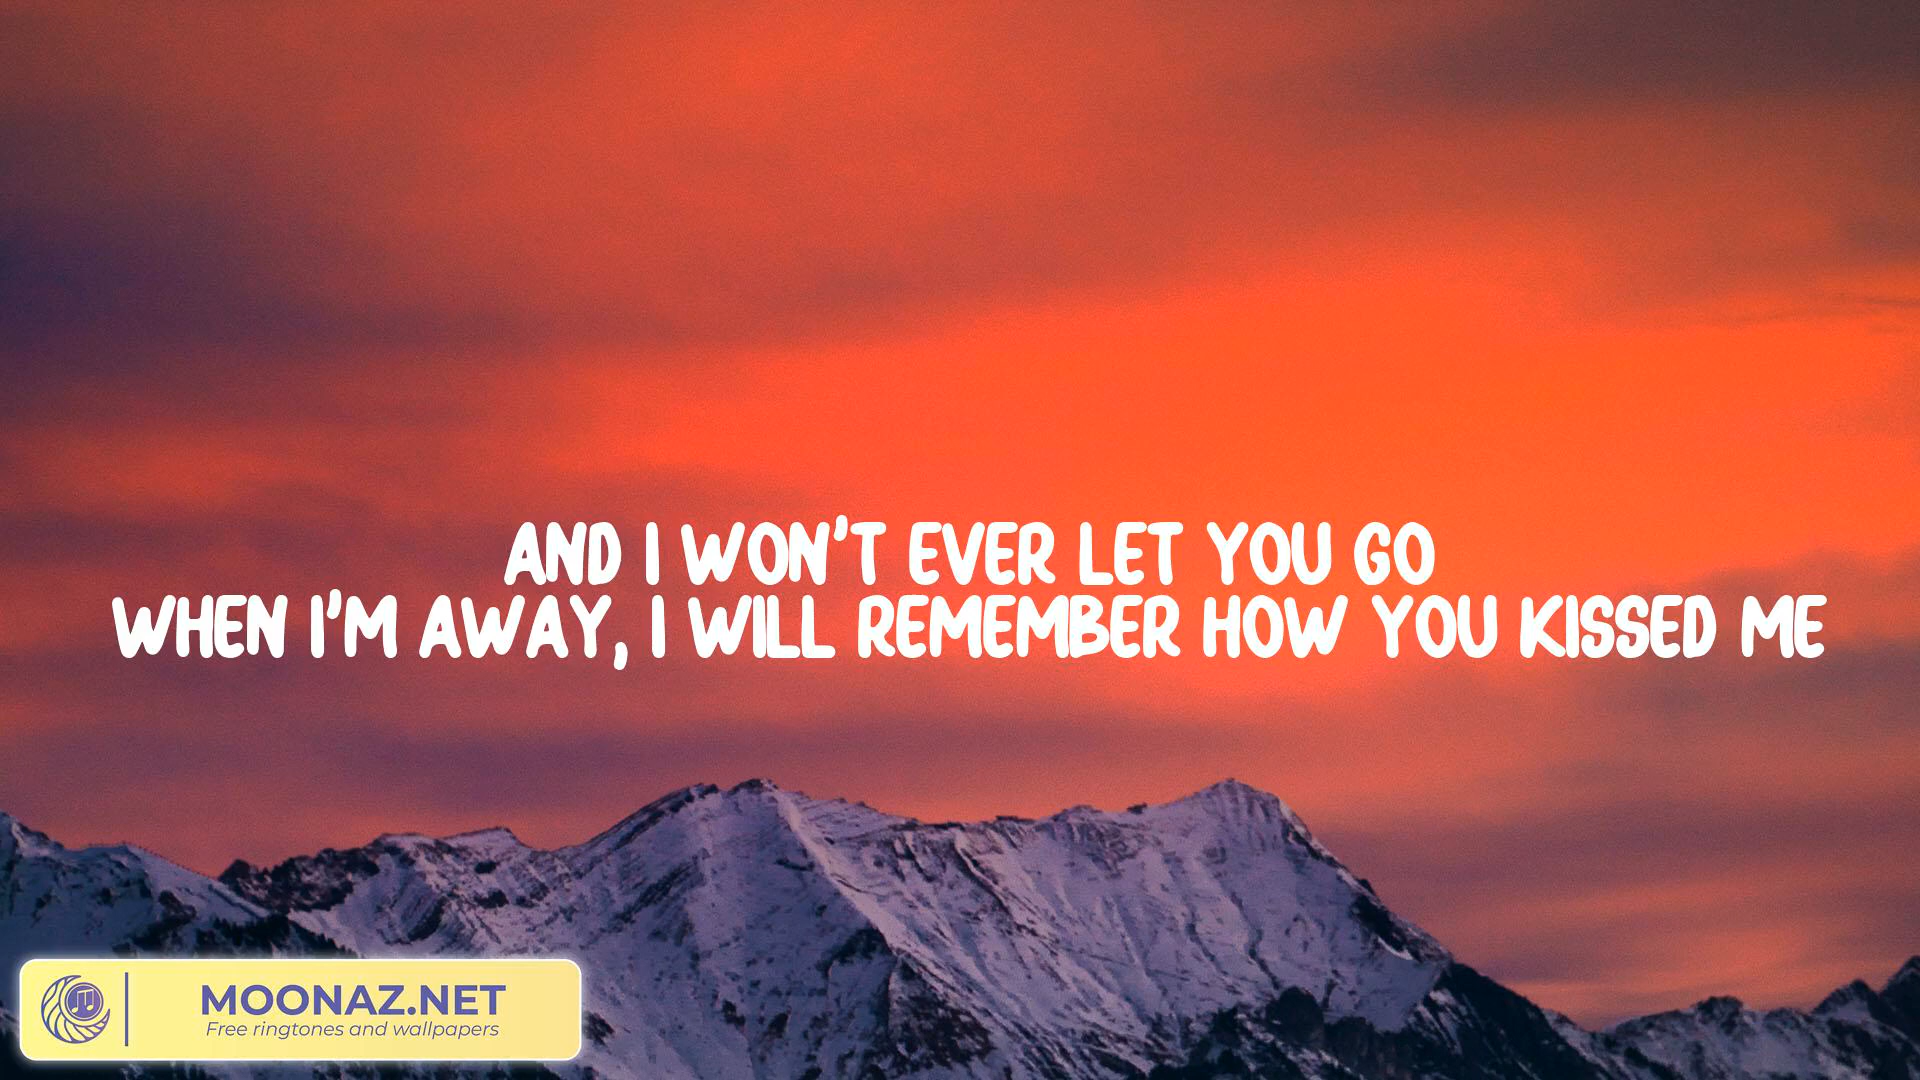 AND I WON'T EVER LET YOU GO
WHEN I'M AWAY, I WILL REMEMBER HOW YOU KISSED ME
MOONAZ.NET
Free ringtones and wallpapers